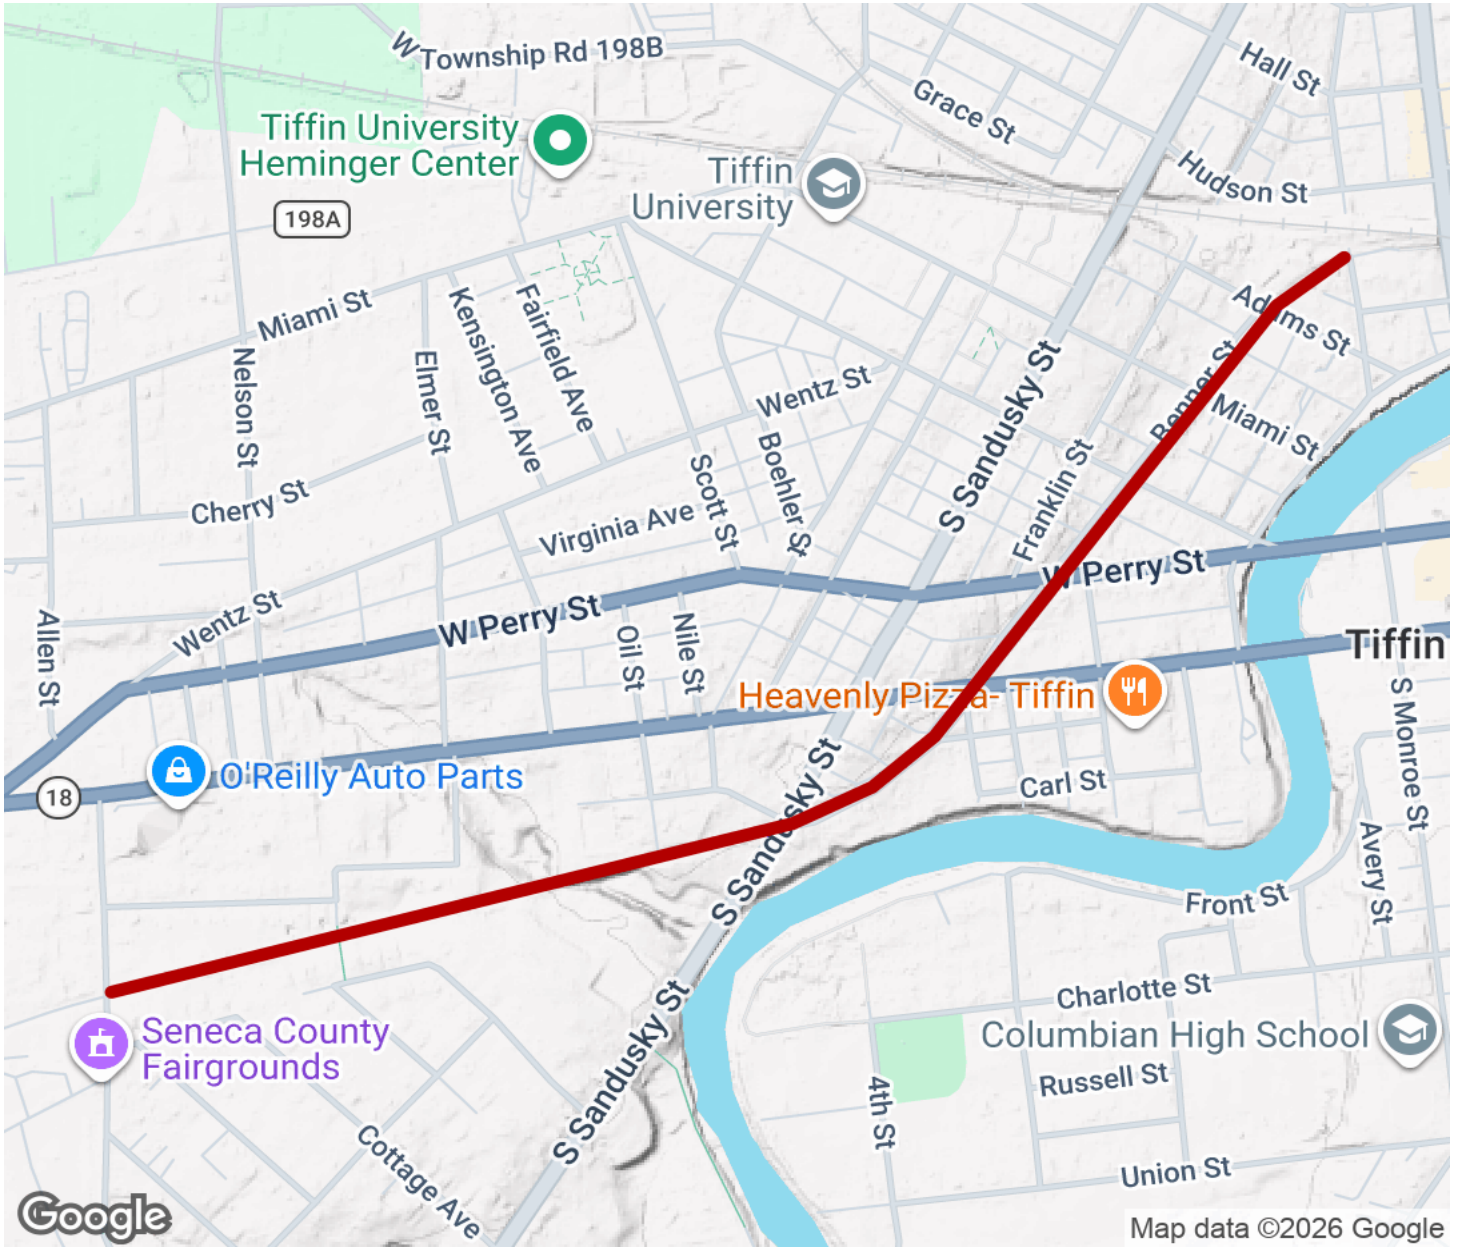 W Township Rd 198B
Hall St
Grace St
Tiffin University
Heminger Center
Tiffin
University
Hudson St
198A
Miami St
Kensington Ave
Fairfield Ave
Adams St
Nelson St
Elmer St
Wentz St
S Sandusky St
Benner St
Miami St
Boehler St
Scott St
Franklin St
Cherry St
Virginia Ave
W Perry St
Wentz St
W Perry St
Allen St
Oil St
Nile St
Tiffin
Heavenly Pizza- Tiffin
S Monroe St
O'Reilly Auto Parts
18
Carl St
S Sandusky St
Avery St
Front St
Charlotte St
Seneca County
Fairgrounds
Columbian High School
S Sandusky St
Russell St
4th St
Cottage Ave
Union St
Google
Map data ©2026 Google